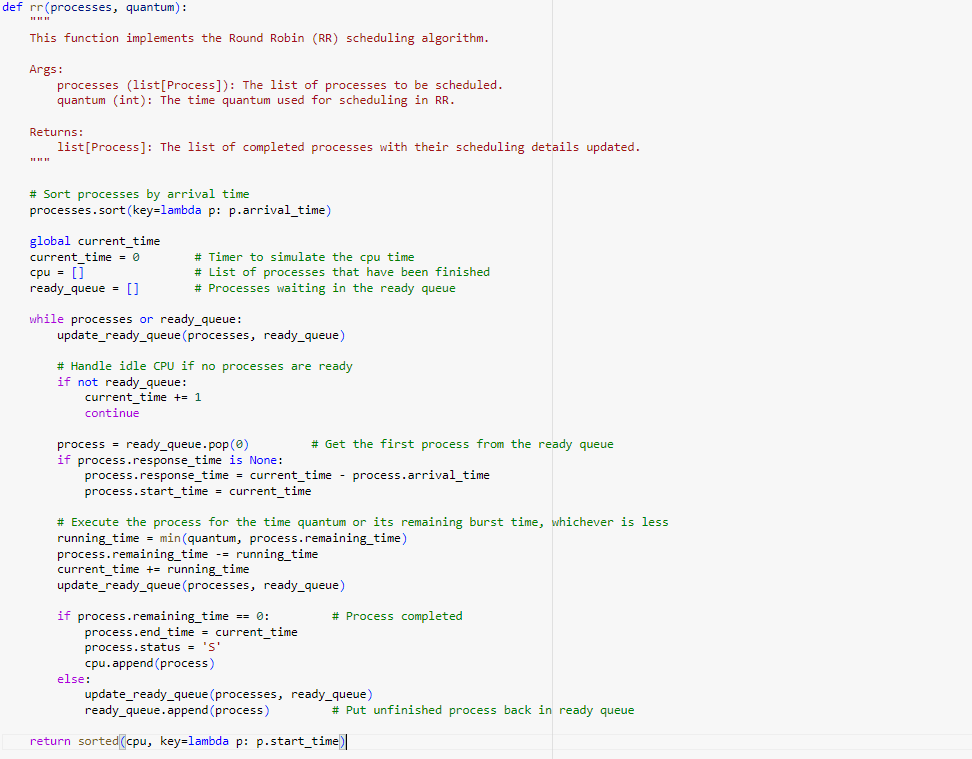 def rr(processes, quantum):
    """
    This function implements the Round Robin (RR) scheduling algorithm.

    Args:
        processes (list[Process]): The list of processes to be scheduled.
        quantum (int): The time quantum used for scheduling in RR.

    Returns:
        list[Process]: The list of completed processes with their scheduling details updated.
    """

    # Sort processes by arrival time
    processes.sort(key=lambda p: p.arrival_time)

    global current_time
    current_time = 0        # Timer to simulate the cpu time
    cpu = []                # List of processes that have been finished
    ready_queue = []        # Processes waiting in the ready queue

    while processes or ready_queue:
        update_ready_queue(processes, ready_queue)

        # Handle idle CPU if no processes are ready
        if not ready_queue:
            current_time += 1
            continue

        process = ready_queue.pop(0)         # Get the first process from the ready queue
        if process.response_time is None:
            process.response_time = current_time - process.arrival_time
            process.start_time = current_time

        # Execute the process for the time quantum or its remaining burst time, whichever is less
        running_time = min(quantum, process.remaining_time)
        process.remaining_time -= running_time
        current_time += running_time
        update_ready_queue(processes, ready_queue)

        if process.remaining_time == 0:         # Process completed
            process.end_time = current_time
            process.status = 'S'
            cpu.append(process)
        else:
            update_ready_queue(processes, ready_queue)
            ready_queue.append(process)         # Put unfinished process back in ready queue

    return sorted(cpu, key=lambda p: p.start_time)